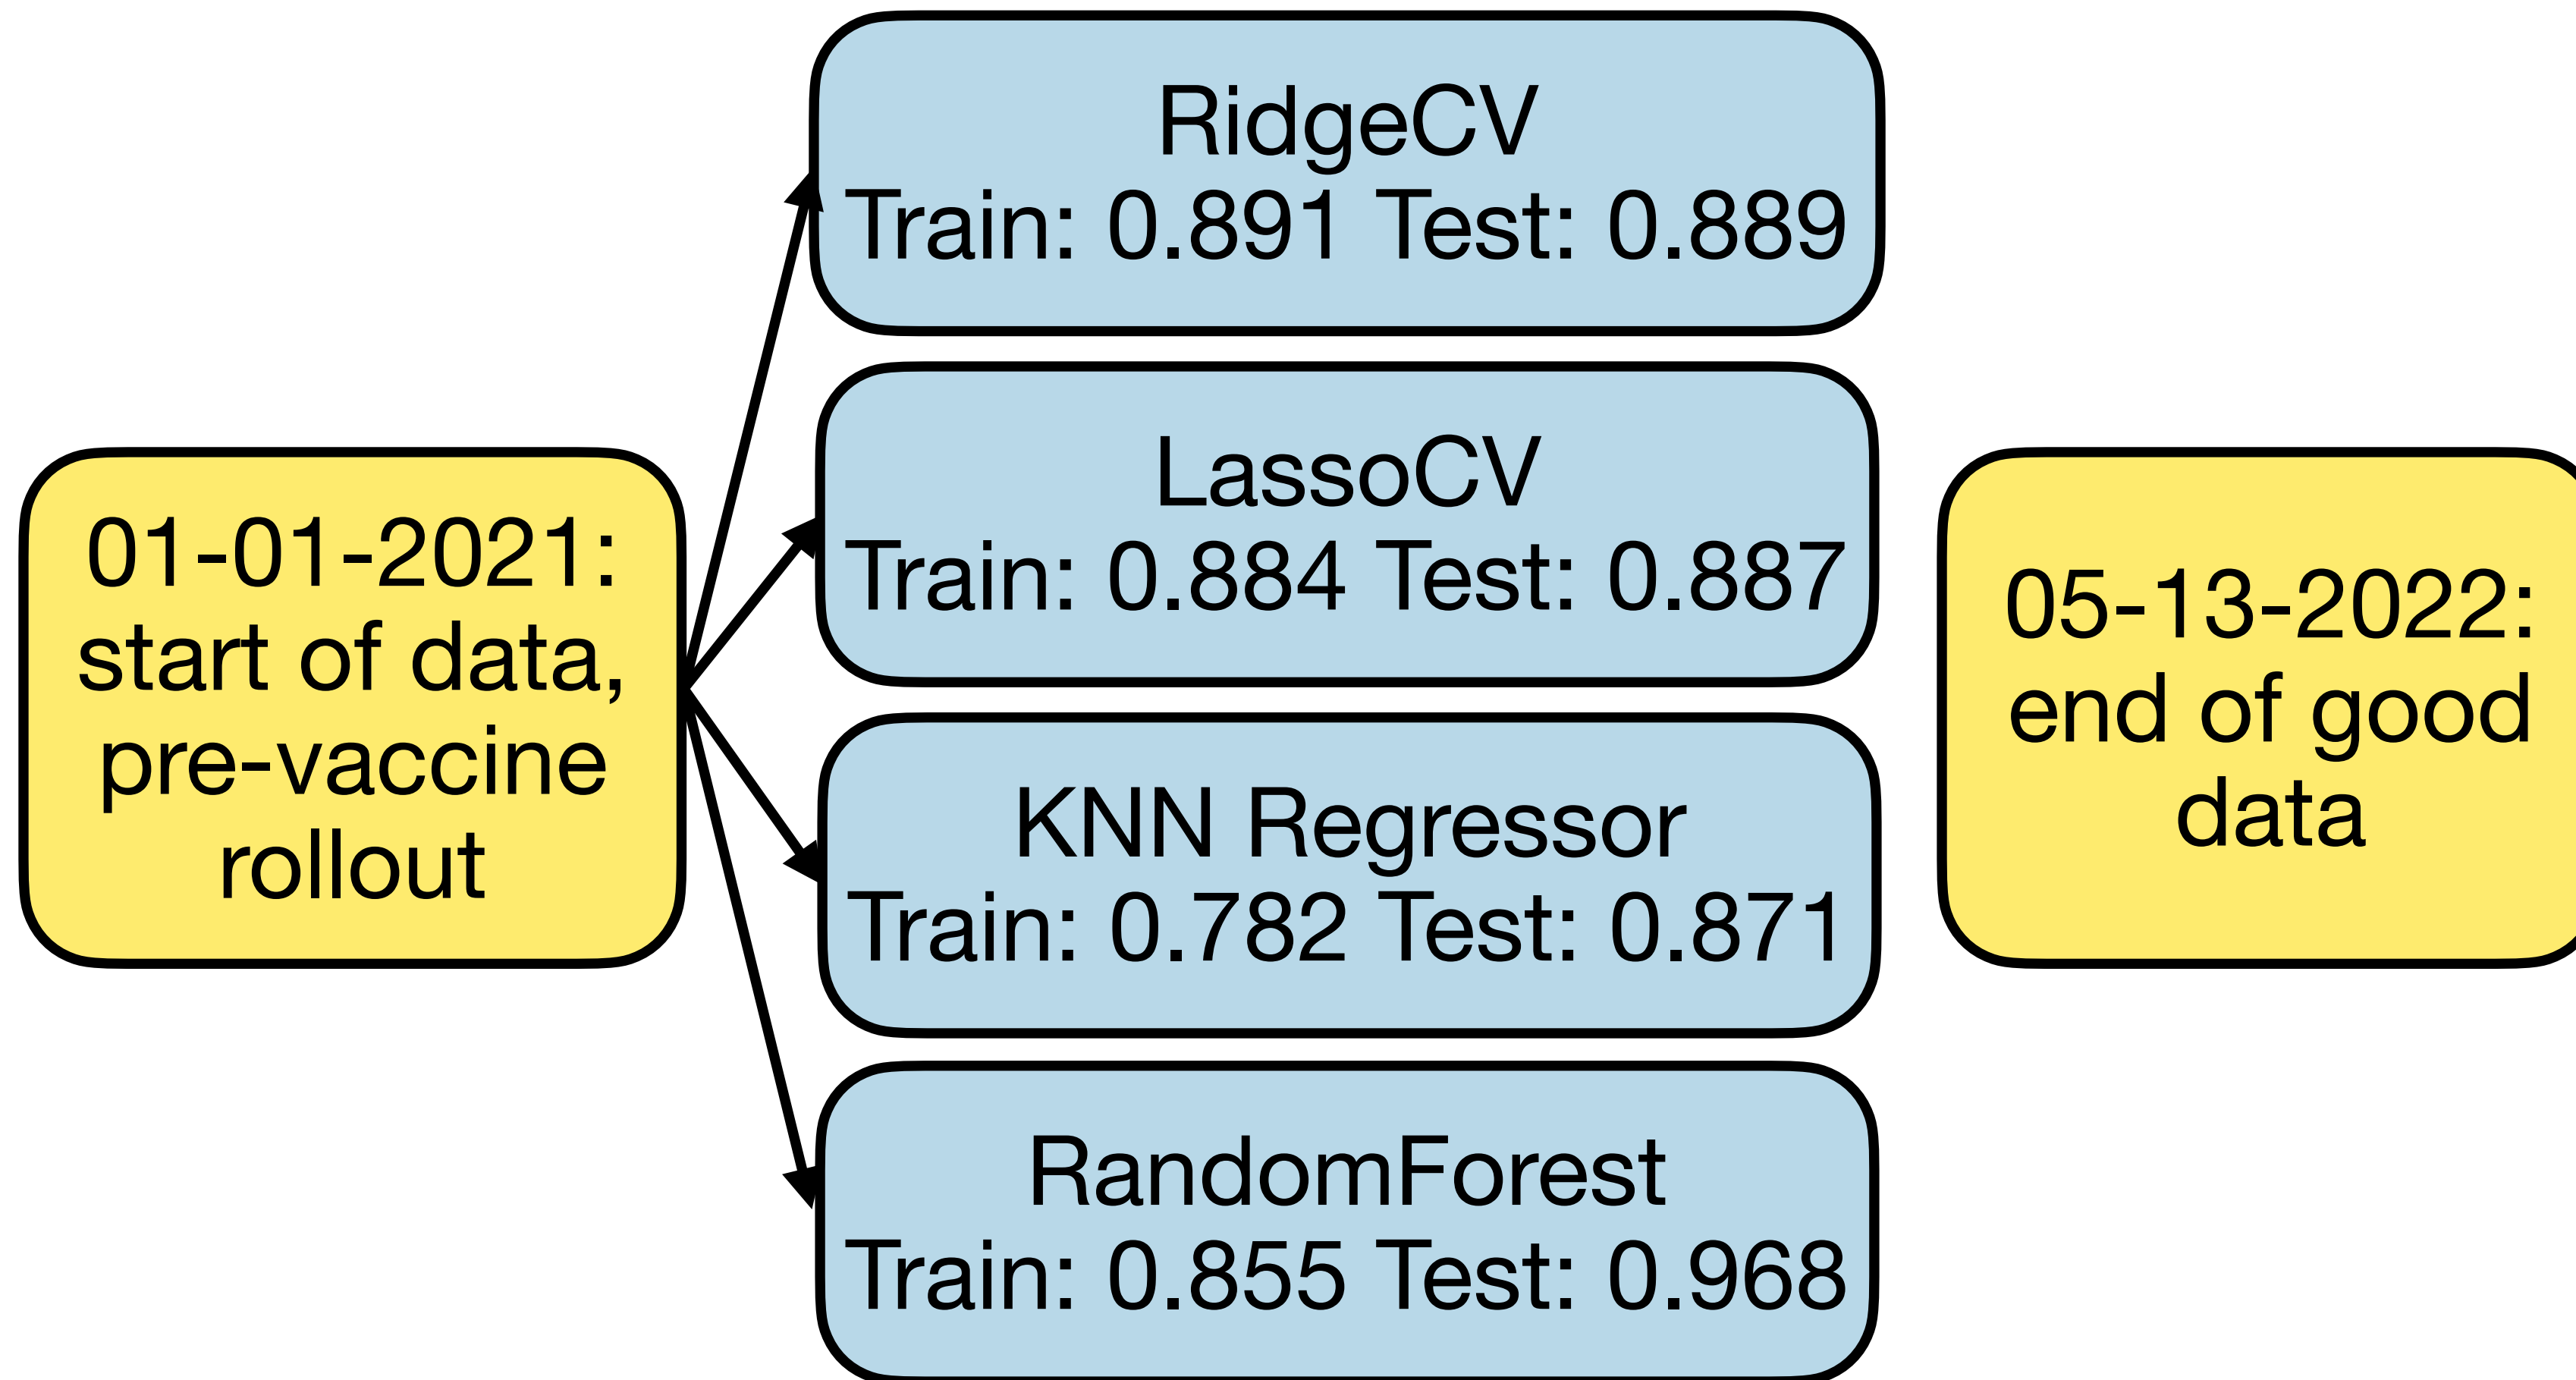 01-01-2021:
start of data,
pre-vaccine
rollout
RidgeCV
Train: 0.891 Test: 0.889
LassoCV
Train: 0.884 Test: 0.887
KNN Regressor
Train: 0.782 Test: 0.871
RandomForest
Train: 0.855 Test: 0.968
05-13-2022:
end of good
data